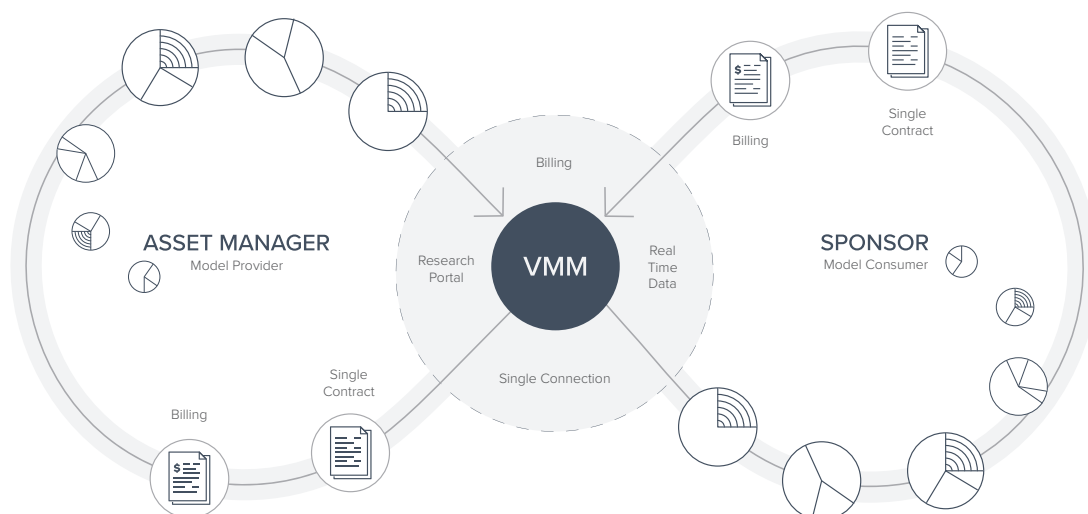 ASSET MANAGER
Model Provider
Billing
Single
Contract
Billing
Research
Portal
VMM
Real
Time
Data
Single Connection
Billing
Single
Contract
SPONSOR
Model Consumer
$
$